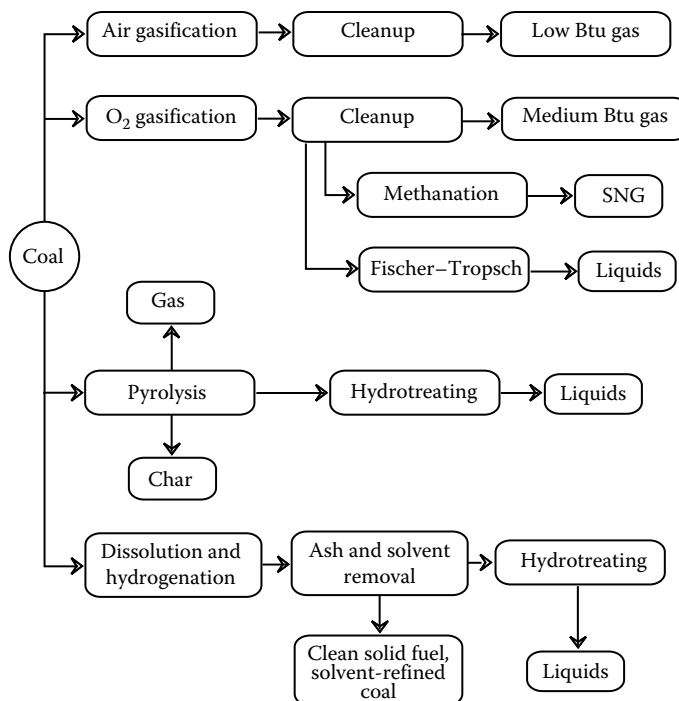 Air gasification
Cleanup
Low Btu gas
O₂ gasification
Cleanup
Medium Btu gas
Methanation
SNG
Coal
Fischer–Tropsch
Liquids
Gas
Pyrolysis
Hydrotreating
Liquids
Char
Dissolution and
hydrogenation
Ash and solvent
removal
Hydrotreating
Clean solid fuel,
solvent-refined
coal
Liquids